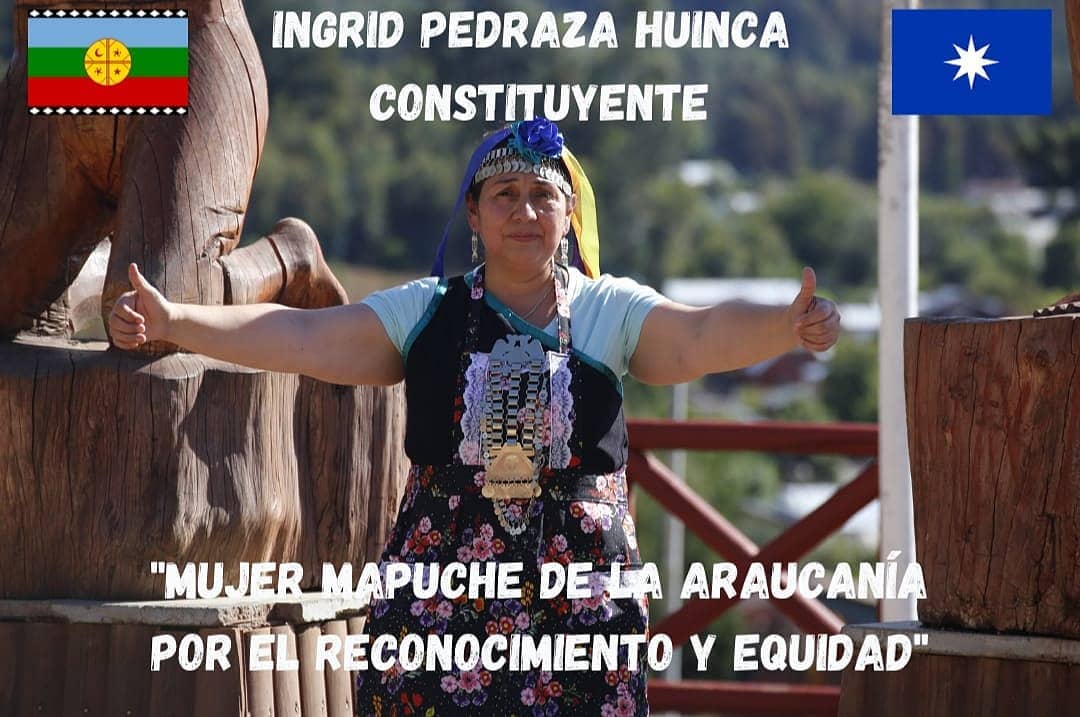 INGRID PEDRAZA HUINCA
CONSTITUYENTE
"MUJER MAPUCHE DE LA ARAUCANÍA
POR EL RECONOCIMIENTO Y EQUIDAD"